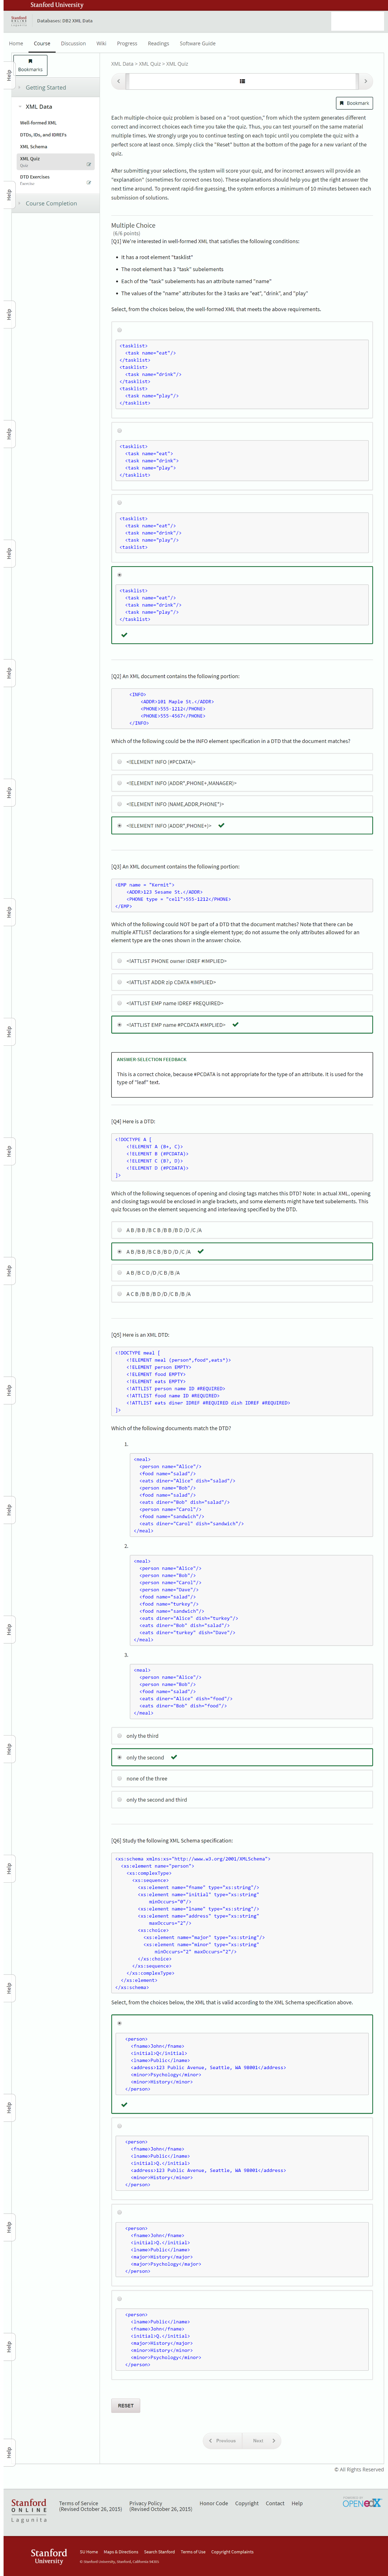 Stanford University
Databases: DB2 XML Data
Home Course Discussion Wiki Progress Readings Software Guide
Help
Bookmarks
Getting Started
XML Data
Well-formed XML
DTDs, IDs, and IDREFs
XML Schema
XML Quiz
Quiz
DTD Exercises
Exercise
Course Completion
XML Data > XML Quiz > XML Quiz
Bookmark
Each multiple-choice quiz problem is based on a "root question," from which the system generates different
correct and incorrect choices each time you take the quiz. Thus, you can test yourself on the same material
multiple times. We strongly urge you to continue testing on each topic until you complete the quiz with a
perfect score at least once. Simply click the "Reset" button at the bottom of the page for a new variant of the
quiz.
After submitting your selections, the system will score your quiz, and for incorrect answers will provide an
"explanation" (sometimes for correct ones too). These explanations should help you get the right answer the
next time around. To prevent rapid-fire guessing, the system enforces a minimum of 10 minutes between each
submission of solutions.
Multiple Choice
(6/6 points)
[Q1] We're interested in well-formed XML that satisfies the following conditions:
It has a root element "tasklist"
The root element has 3 "task" subelements
Each of the "task" subelements has an attribute named "name"
The values of the "name" attributes for the 3 tasks are "eat", "drink", and "play"
Select, from the choices below, the well-formed XML that meets the above requirements.
<tasklist>
<task name="eat"/>
</tasklist>
<tasklist>
<task name="drink"/>
</tasklist>
<tasklist>
<task name="play"/>
</tasklist>
<tasklist>
<task name="eat">
<task name="drink">
<task name="play">
</tasklist>
<tasklist>
<task name="eat"/>
<task name="drink"/>
<task name="play"/>
<tasklist>
<tasklist>
<task name="eat"/>
<task name="drink"/>
<task name="play"/>
</tasklist>
[Q2] An XML document contains the following portion:
<INFO>
<ADDR>101 Maple St.</ADDR>
<PHONE>555-1212</PHONE>
<PHONE>555-4567</PHONE>
</INFO>
Which of the following could be the INFO element specification in a DTD that the document matches?
<!ELEMENT INFO (#PCDATA)>
<!ELEMENT INFO (ADDR*,PHONE+,MANAGER)>
<!ELEMENT INFO (NAME,ADDR,PHONE*)>
<!ELEMENT INFO (ADDR*,PHONE+)>
[Q3] An XML document contains the following portion:
<EMP name = "Kermit">
<ADDR>123 Sesame St.</ADDR>
<PHONE type = "cell">555-1212</PHONE>
</EMP>
Which of the following could NOT be part of a DTD that the document matches? Note that there can be
multiple ATTLIST declarations for a single element type; do not assume the only attributes allowed for an
element type are the ones shown in the answer choice.
<!ATTLIST PHONE owner IDREF #IMPLIED>
<!ATTLIST ADDR zip CDATA #IMPLIED>
<!ATTLIST EMP name IDREF #REQUIRED>
<!ATTLIST EMP name #PCDATA #IMPLIED>
ANSWER-SELECTION FEEDBACK
This is a correct choice, because #PCDATA is not appropriate for the type of an attribute. It is used for the
type of "leaf" text.
[Q4] Here is a DTD:
<!DOCTYPE A [
<!ELEMENT A (B+, C)>
<!ELEMENT B (#PCDATA)>
<!ELEMENT C (B?, D)>
<!ELEMENT D (#PCDATA)>
]>
Which of the following sequences of opening and closing tags matches this DTD? Note: In actual XML, opening
and closing tags would be enclosed in angle brackets, and some elements might have text subelements. This
quiz focuses on the element sequencing and interleaving specified by the DTD.
A B /B B /B C B /B B /B D /D /C /A
A B /B B /B C B /B D /D /C /A
A B /B C D /D /C B /B /A
A C B /B B /B D /D /C B /B /A
[Q5] Here is an XML DTD:
<!DOCTYPE meal [
<!ELEMENT meal (person*,food*,eats*)>
<!ELEMENT person EMPTY>
<!ELEMENT food EMPTY>
<!ELEMENT eats EMPTY>
<!ATTLIST person name ID #REQUIRED>
<!ATTLIST food name ID #REQUIRED>
<!ATTLIST eats diner IDREF #REQUIRED dish IDREF #REQUIRED>
]>
Which of the following documents match the DTD?
1.
<meal>
<person name="Alice"/>
<food name="salad"/>
<eats diner="Alice" dish="salad"/>
<person name="Bob"/>
<food name="salad"/>
<eats diner="Bob" dish="salad"/>
<person name="Carol"/>
<food name="sandwich"/>
<eats diner="Carol" dish="sandwich"/>
</meal>
2.
<meal>
<person name="Alice"/>
<person name="Bob"/>
<person name="Carol"/>
<person name="Dave"/>
<food name="salad"/>
<food name="turkey"/>
<food name="sandwich"/>
<eats diner="Alice" dish="turkey"/>
<eats diner="Bob" dish="salad"/>
<eats diner="turkey" dish="Dave"/>
</meal>
3.
<meal>
<person name="Alice"/>
<person name="Bob"/>
<food name="salad"/>
<eats diner="Alice" dish="food"/>
<eats diner="Bob" dish="food"/>
</meal>
only the third
only the second
none of the three
only the second and third
[Q6] Study the following XML Schema specification:
<xs:schema xmlns:xs="http://www.w3.org/2001/XMLSchema">
<xs:element name="person">
<xs:complexType>
<xs:sequence>
<xs:element name="fname" type="xs:string"/>
<xs:element name="initial" type="xs:string"
minOccurs="0"/>
<xs:element name="lname" type="xs:string"/>
<xs:element name="address" type="xs:string"
maxOccurs="2"/>
<xs:choice>
<xs:element name="major" type="xs:string"/>
<xs:element name="minor" type="xs:string"
minOccurs="2" maxOccurs="2"/>
</xs:choice>
</xs:sequence>
</xs:complexType>
</xs:element>
</xs:schema>
Select, from the choices below, the XML that is valid according to the XML Schema specification above.
<person>
<fname>John</fname>
<initial>Q</initial>
<lname>Public</lname>
<address>123 Public Avenue, Seattle, WA 98001</address>
<minor>Psychology</minor>
<minor>History</minor>
</person>
<person>
<fname>John</fname>
<lname>Public</lname>
<initial>Q.</initial>
<address>123 Public Avenue, Seattle, WA 98001</address>
<minor>History</minor>
</person>
<person>
<fname>John</fname>
<initial>Q.</initial>
<lname>Public</lname>
<major>History</major>
<major>Psychology</major>
</person>
<person>
<lname>Public</lname>
<fname>John</fname>
<initial>Q.</initial>
<major>History</major>
<minor>History</minor>
<minor>Psychology</minor>
</person>
RESET
Previous Next
© All Rights Reserved
Stanford
ONLINE
Lagunita
Terms of Service
(Revised October 26, 2015)
Privacy Policy
(Revised October 26, 2015)
Honor Code Copyright Contact Help
POWERED BY
OPEN edX
Stanford
University
SU Home Maps & Directions Search Stanford Terms of Use Copyright Complaints
© Stanford University, Stanford, California 94305